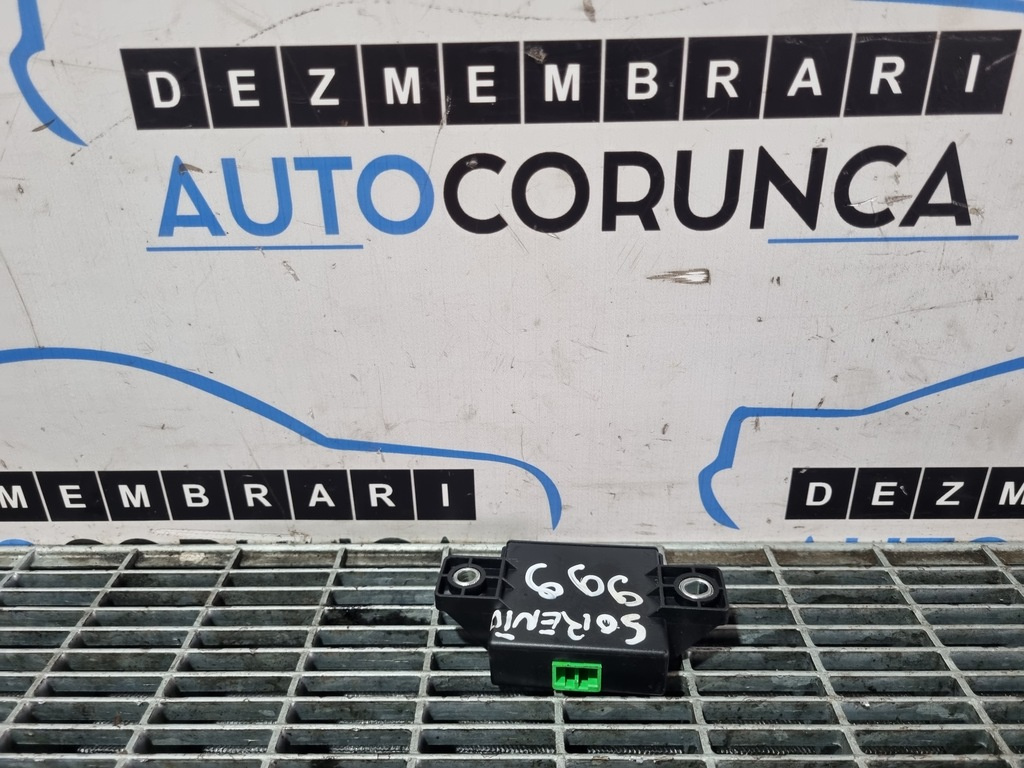 DEZMEMBRARI
AUTOCORUNCA
MEMBRARI DEZM
SORENTO
999